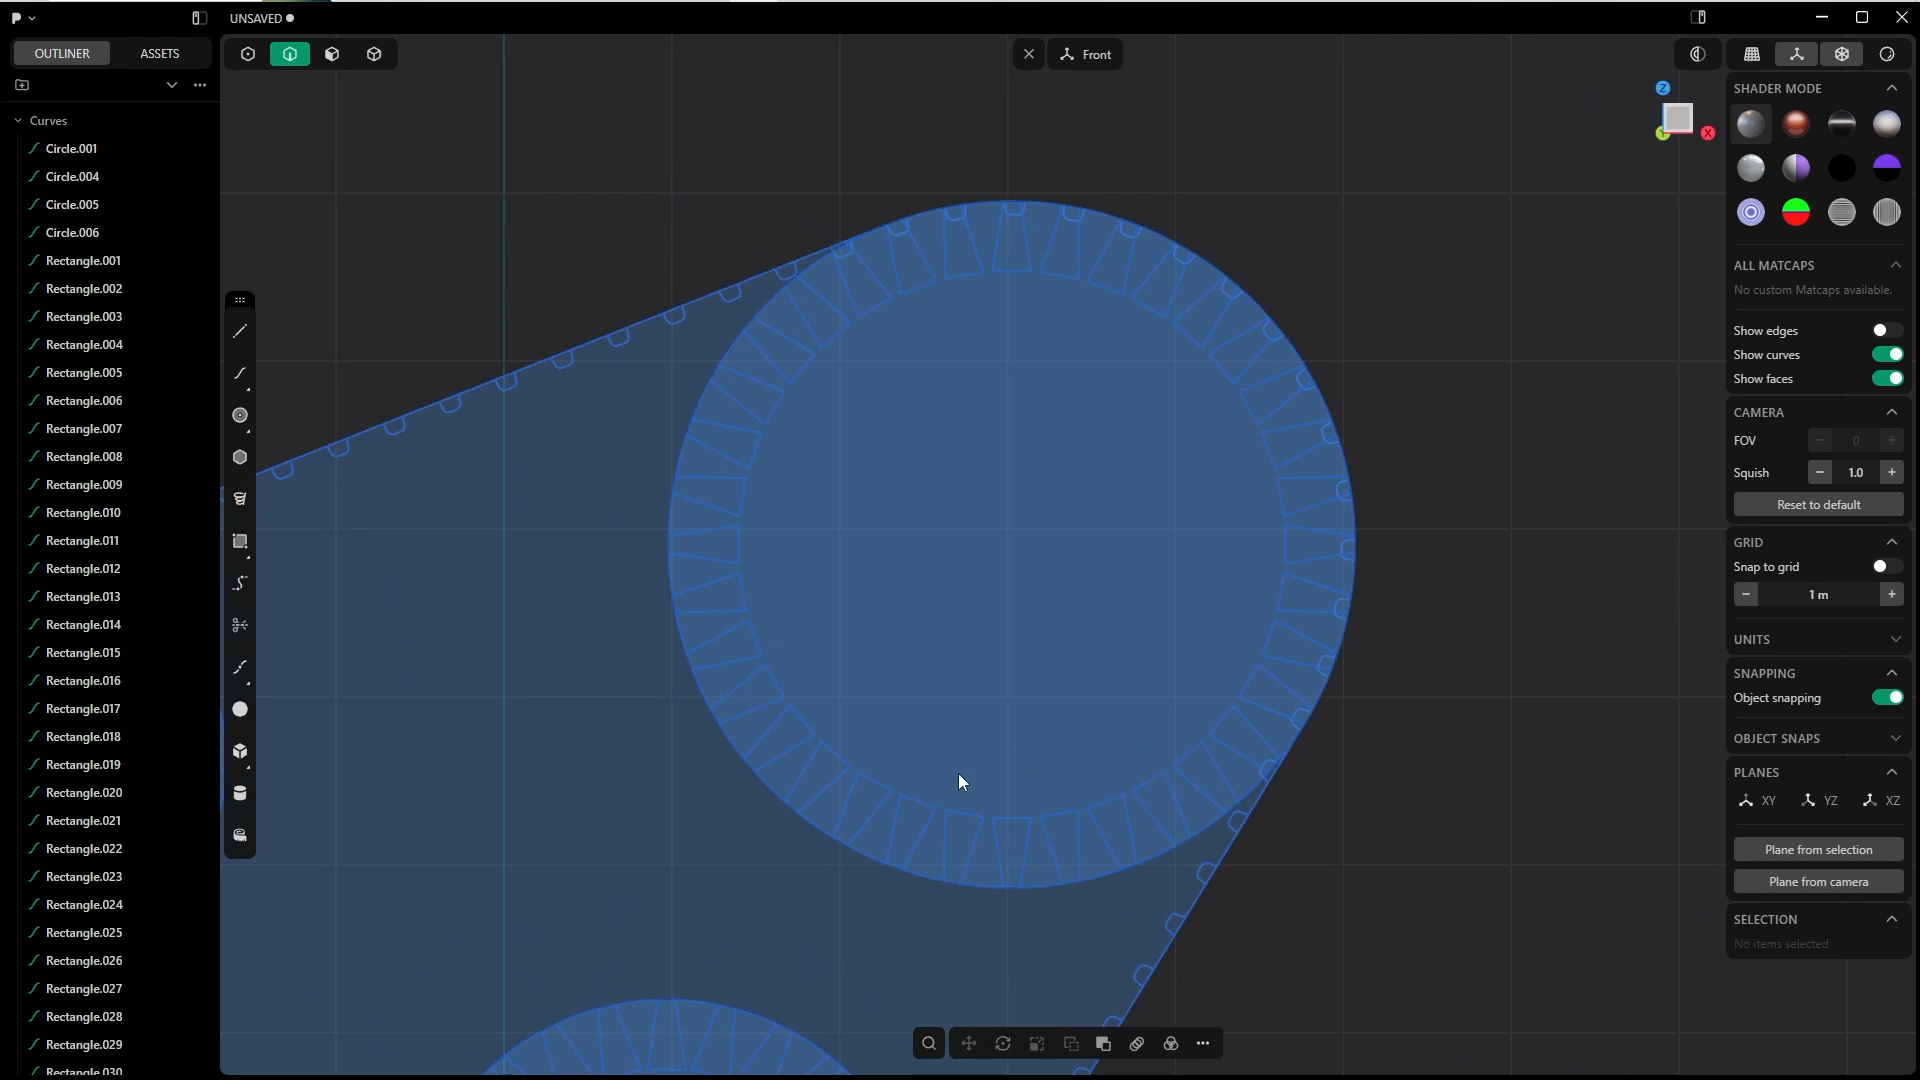 UNSAVED
OUTLINER ASSETS
Front
Z
Y
X
Curves
Circle.001
Circle.004
Circle.005
Circle.006
Rectangle.001
Rectangle.002
Rectangle.003
Rectangle.004
Rectangle.005
Rectangle.006
Rectangle.007
Rectangle.008
Rectangle.009
Rectangle.010
Rectangle.011
Rectangle.012
Rectangle.013
Rectangle.014
Rectangle.015
Rectangle.016
Rectangle.017
Rectangle.018
Rectangle.019
Rectangle.020
Rectangle.021
Rectangle.022
Rectangle.023
Rectangle.024
Rectangle.025
Rectangle.026
Rectangle.027
Rectangle.028
Rectangle.029
Rectangle.030
SHADER MODE
ALL MATCAPS
No custom Matcaps available.
Show edges
Show curves
Show faces
CAMERA
FOV 0
Squish 1.0
Reset to default
GRID
Snap to grid
1 m
UNITS
SNAPPING
Object snapping
OBJECT SNAPS
PLANES
XY YZ XZ
Plane from selection
Plane from camera
SELECTION
No items selected